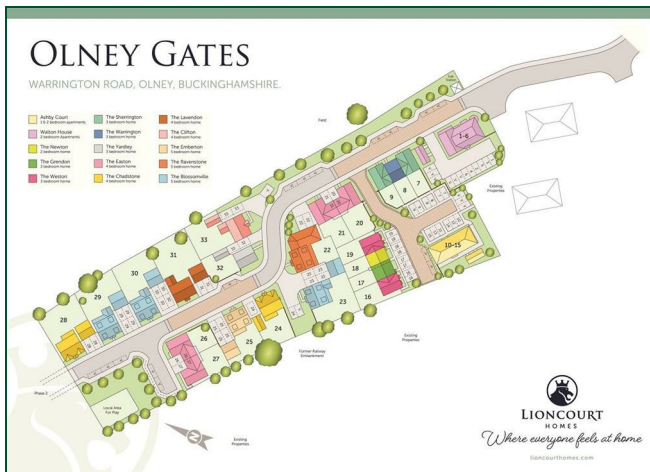 OLNEY GATES
WARRINGTON ROAD, OLNEY, BUCKINGHAMSHIRE.
Ashby Court
1 & 2 bedroom apartments
Walton House
2 bedroom Apartments
The Newton
2 bedroom home
The Grendon
2 bedroom home
The Weston
2 bedroom home
The Sherington
3 bedroom home
The Warrington
3 bedroom home
The Yardley
3 bedroom home
The Easton
4 bedroom home
The Chadstone
4 bedroom home
The Lavendon
4 bedroom home
The Clifton
4 bedroom home
The Emberton
5 bedroom home
The Ravenstone
5 bedroom home
The Blossomville
5 bedroom home
Field
Sub
Station
1-6
9
8
7
Existing
Properties
10-15
33
31
30
32
29
28
20
21
22
19
18
17
16
23
24
25
26
27
Former Railway
Embankment
Existing
Properties
Phase 2
Local Area
For Play
N
Existing
Properties
LIONCOURT
HOMES
Where everyone feels at home
lioncourthomes.com